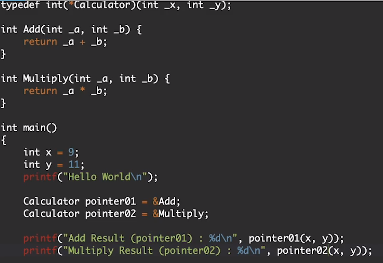 typedef int(*Calculator)(int _x, int _y);
int Add(int _a, int _b) {
return _a + _b;
}
int Multiply(int _a, int _b) {
return _a * _b;
}
int main()
{
int x = 9;
int y = 11;
printf("Hello World\n");
Calculator pointer01 = &Add;
Calculator pointer02 = &Multiply;
printf("Add Result (pointer01) : %d\n", pointer01(x, y));
printf("Multiply Result (pointer02) : %d\n", pointer02(x, y));